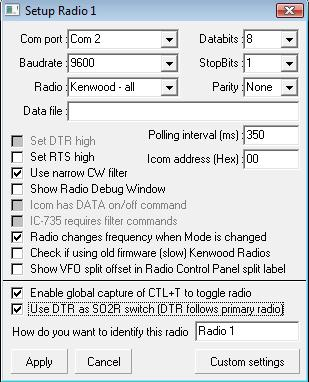 Setup Radio 1
Com port : Com 2 Databits : 8
Baudrate : 9600 StopBits : 1
Radio : Kenwood - all Parity : None
Data file :
Set DTR high Polling interval (ms) : 350
Set RTS high Icom address (Hex) : 00
Use narrow CW filter
Show Radio Debug Window
Icom has DATA on/off command
IC-735 requires filter commands
Radio changes frequency when Mode is changed
Check if using old firmware (slow) Kenwood Radios
Show VFO split offset in Radio Control Panel split label
Enable global capture of CTL+T to toggle radio
Use DTR as SO2R switch (DTR follows primary radio)
How do you want to identify this radio Radio 1
Apply Cancel Custom settings